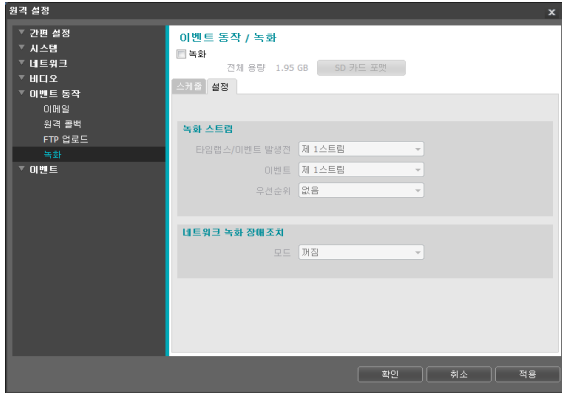 원격 설정
간편 설정
시스템
네트워크
비디오
이벤트 동작
이메일
원격 콜백
FTP 업로드
녹화
이벤트
이벤트 동작 / 녹화
녹화
전체 용량 1.95 GB SD 카드 포맷
스케줄 설정
녹화 스트림
타임랩스/이벤트 발생전 제 1스트림
이벤트 제 1스트림
우선순위 없음
네트워크 녹화 장애조치
모드 꺼짐
확인 취소 적용